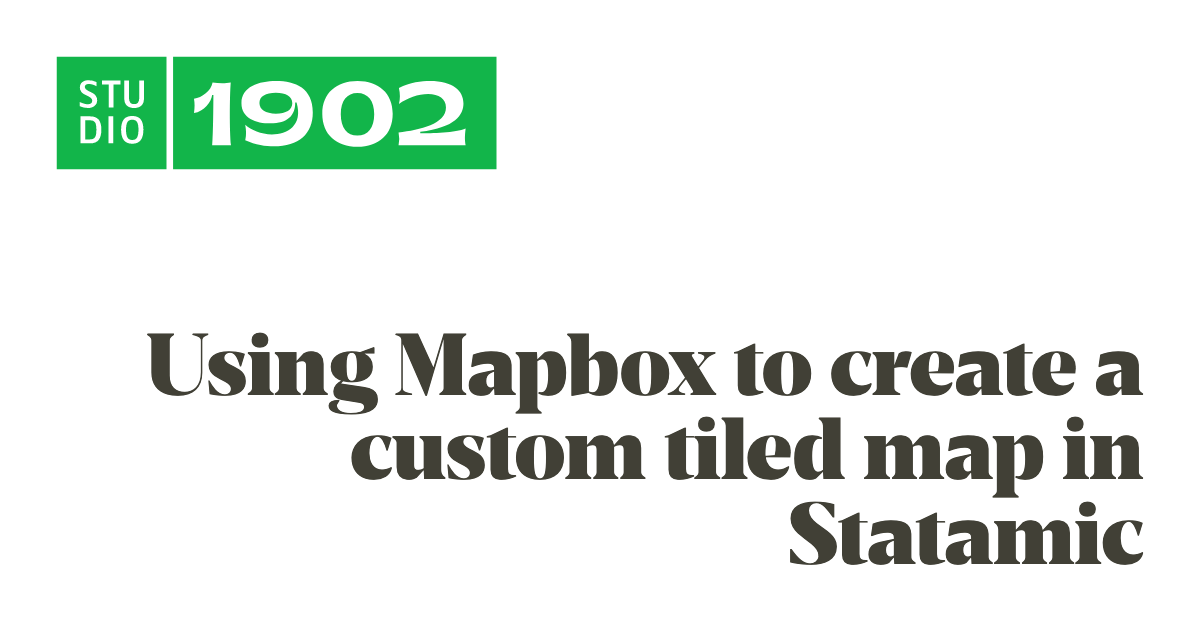 STU
DIO
1902
Using Mapbox to create a
custom tiled map in
Statamic